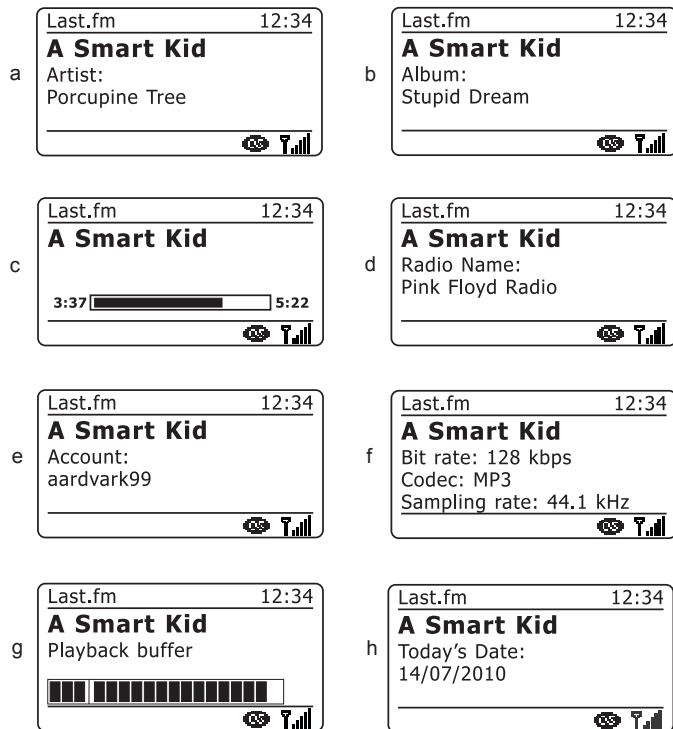 Last.fm 12:34
A Smart Kid
a
Artist:
Porcupine Tree
Last.fm 12:34
A Smart Kid
b
Album:
Stupid Dream
Last.fm 12:34
A Smart Kid
c
3:37 5:22
Last.fm 12:34
A Smart Kid
d
Radio Name:
Pink Floyd Radio
Last.fm 12:34
A Smart Kid
e
Account:
aardvark99
Last.fm 12:34
A Smart Kid
f
Bit rate: 128 kbps
Codec: MP3
Sampling rate: 44.1 kHz
Last.fm 12:34
A Smart Kid
g
Playback buffer
Last.fm 12:34
A Smart Kid
h
Today's Date:
14/07/2010